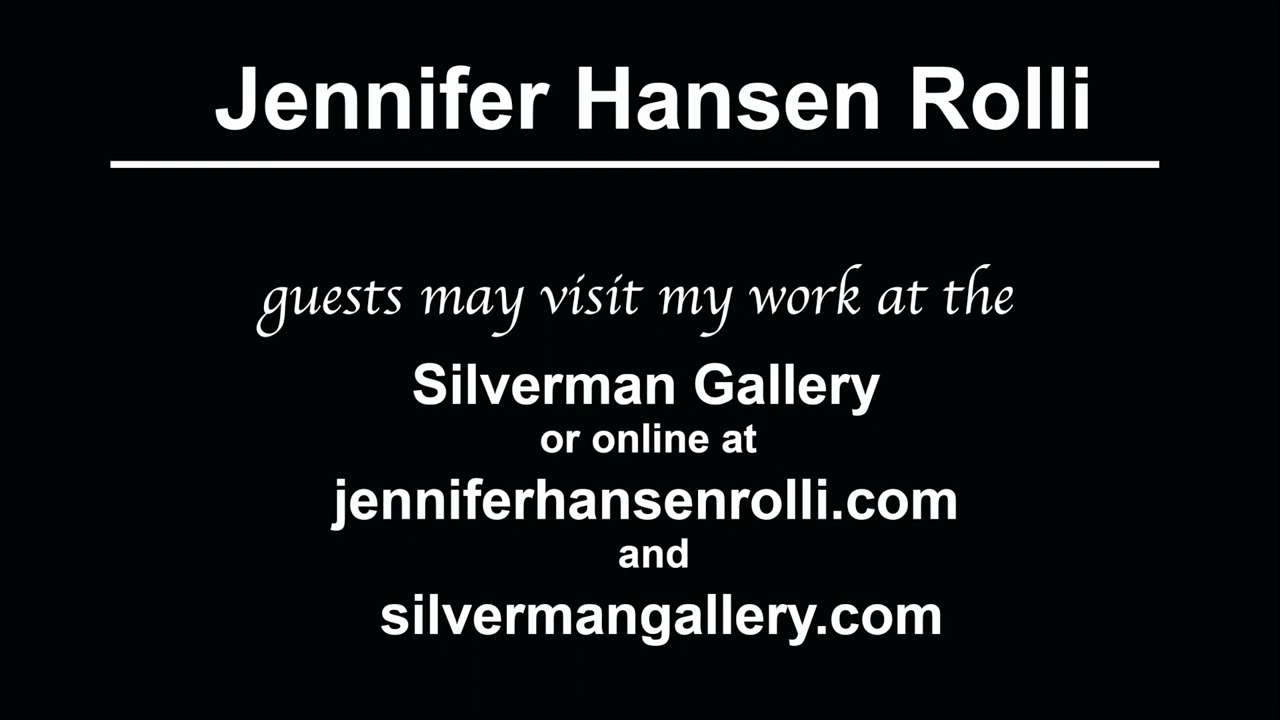 Jennifer Hansen Rolli
guests may visit my work at the
Silverman Gallery
or online at
jenniferhansenrolli.com
and
silvermangallery.com